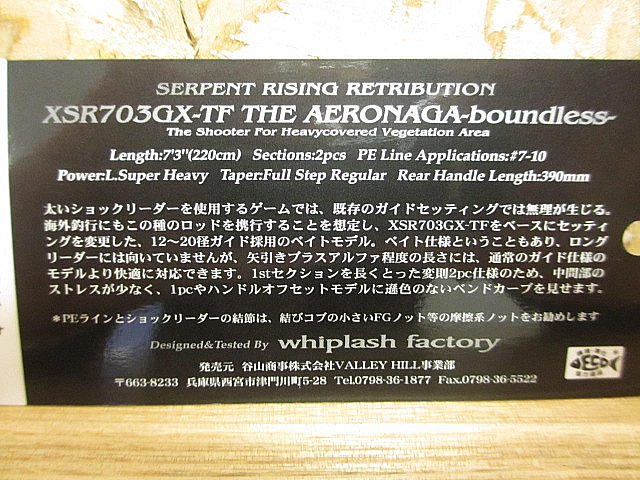 SERPENT RISING RETRIBUTION
XSR703GX-TF THE AERONAGA-boundless-
The Shooter For Heavycovered Vegetation Area
Length:7'3"(220cm) Sections:2pcs PE Line Applications:#7-10
Power:L.Super Heavy Taper:Full Step Regular Rear Handle Length:390mm
太いショックリーダーを使用するゲームでは、既存のガイドセッティングでは無理が生じる。
海外釣行にもこの種のロッドを携行することを想定し、XSR703GX-TFをベースにセッティ
ングを変更した、12〜20径ガイド採用のベイトモデル。ベイト仕様ということもあり、ロング
リーダーには向いていませんが、矢引きプラスアルファ程度の長さには、通常のガイド仕様の
モデルより快適に対応できます。1stセクションを長くとった変則2pc仕様のため、中間部の
ストレスが少なく、1pcやハンドルオフセットモデルに遜色のないベンドカーブを見せます。
*PEラインとショックリーダーの結節は、結びコブの小さいFGノット等の摩擦系ノットをお勧めします
Designed&Tested By whiplash factory
発売元 谷山商事株式会社VALLEY HILL事業部
〒663-8233 兵庫県西宮市津門川町5-28 Tel.0798-36-1877 Fax.0798-36-5522
ECO